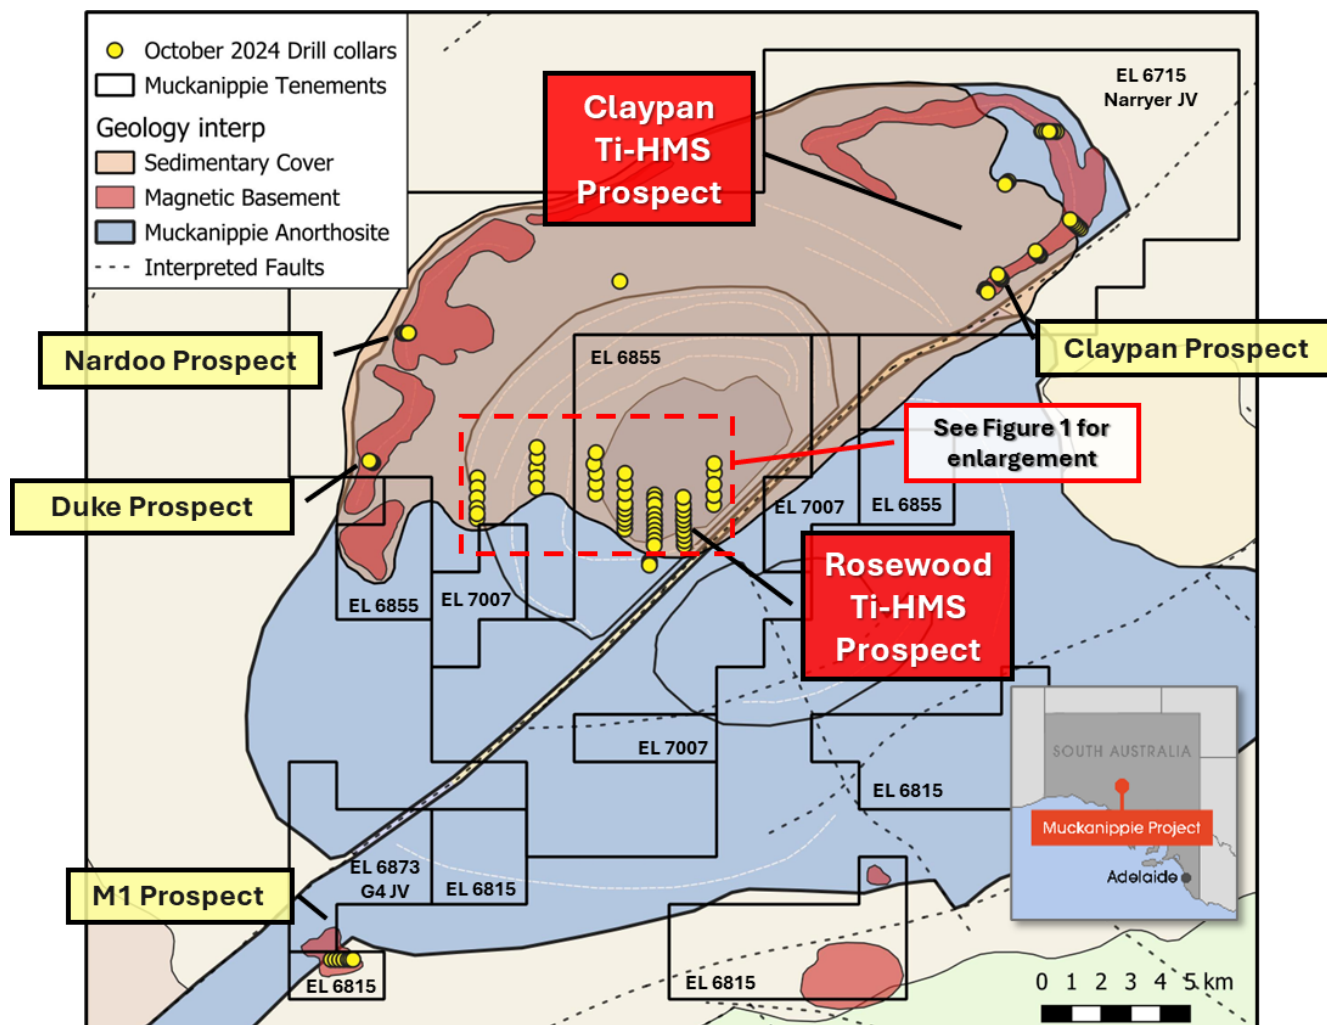 October 2024 Drill collars
Muckanippie Tenements
Geology interp
Sedimentary Cover
Magnetic Basement
Muckanippie Anorthosite
Interpreted Faults
Claypan
Ti-HMS
Prospect
EL 6715
Narryer JV
Nardoo Prospect
EL 6855
Claypan Prospect
See Figure 1 for
enlargement
Duke Prospect
EL 7007
EL 6855
Rosewood
Ti-HMS
Prospect
EL 6855
EL 7007
EL 7007
EL 6815
SOUTH AUSTRALIA
Muckanippie Project
Adelaide
EL 6873
G4 JV
EL 6815
M1 Prospect
EL 6815
EL 6815
0 1 2 3 4 5 km